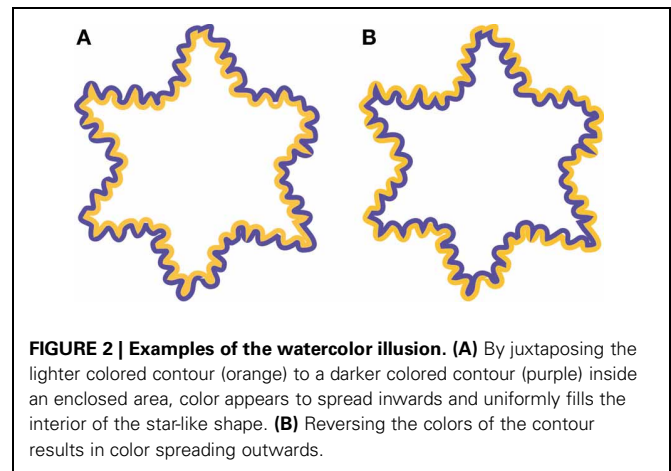 A
B
FIGURE 2 | Examples of the watercolor illusion. (A) By juxtaposing the
lighter colored contour (orange) to a darker colored contour (purple) inside
an enclosed area, color appears to spread inwards and uniformly fills the
interior of the star-like shape. (B) Reversing the colors of the contour
results in color spreading outwards.